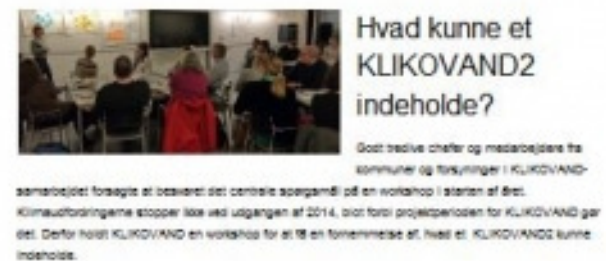 Hvad kunne et
KLIKOVAND2
indeholde?
Godt tredive chefer og medarbejdere fra
kommuner og forsyninger i KLIKOVAND-
samarbejdet forsøgte at besvaret det centrale spørgsmål på en workshop i starten af året.
Klimaudfordringerne stopper ikke ved udgangen af 2014, blot fordi projektperioden for KLIKOVAND gør
det. Derfor holdt KLIKOVAND en workshop for at få en fornemmelse af, hvad et KLIKOVAND2 kunne
indeholde.